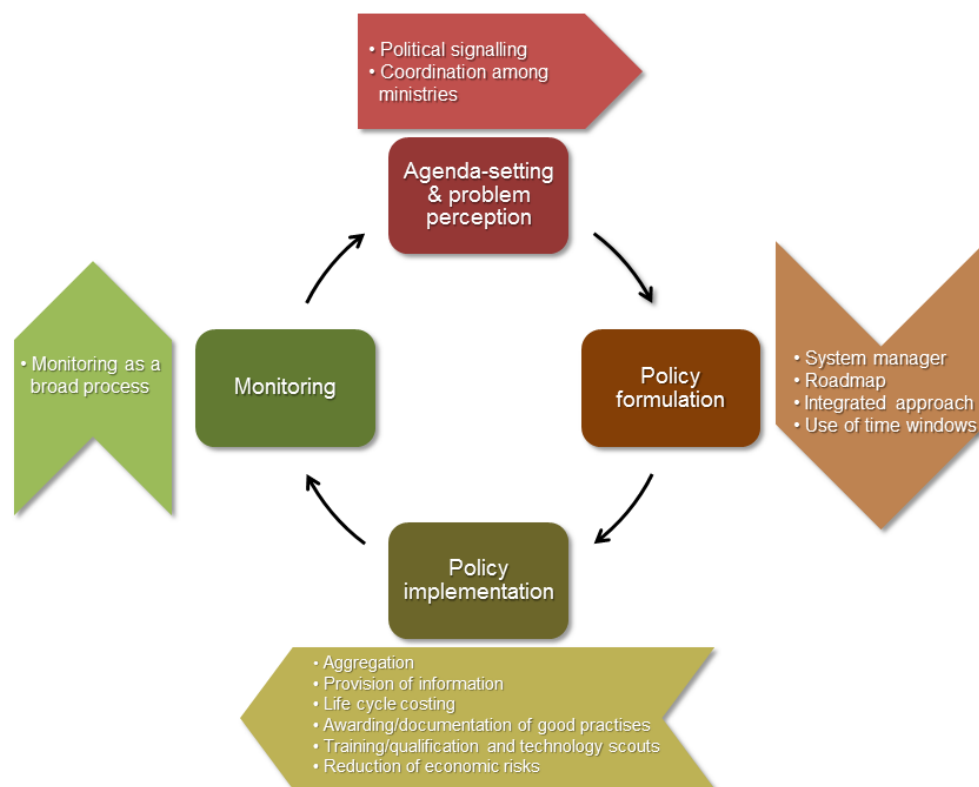 • Political signalling
• Coordination among
ministries
Agenda-setting
& problem
perception
• Monitoring as a
broad process
Monitoring
Policy
formulation
• System manager
• Roadmap
• Integrated approach
• Use of time windows
Policy
implementation
• Aggregation
• Provision of information
• Life cycle costing
• Awarding/documentation of good practises
• Training/qualification and technology scouts
• Reduction of economic risks